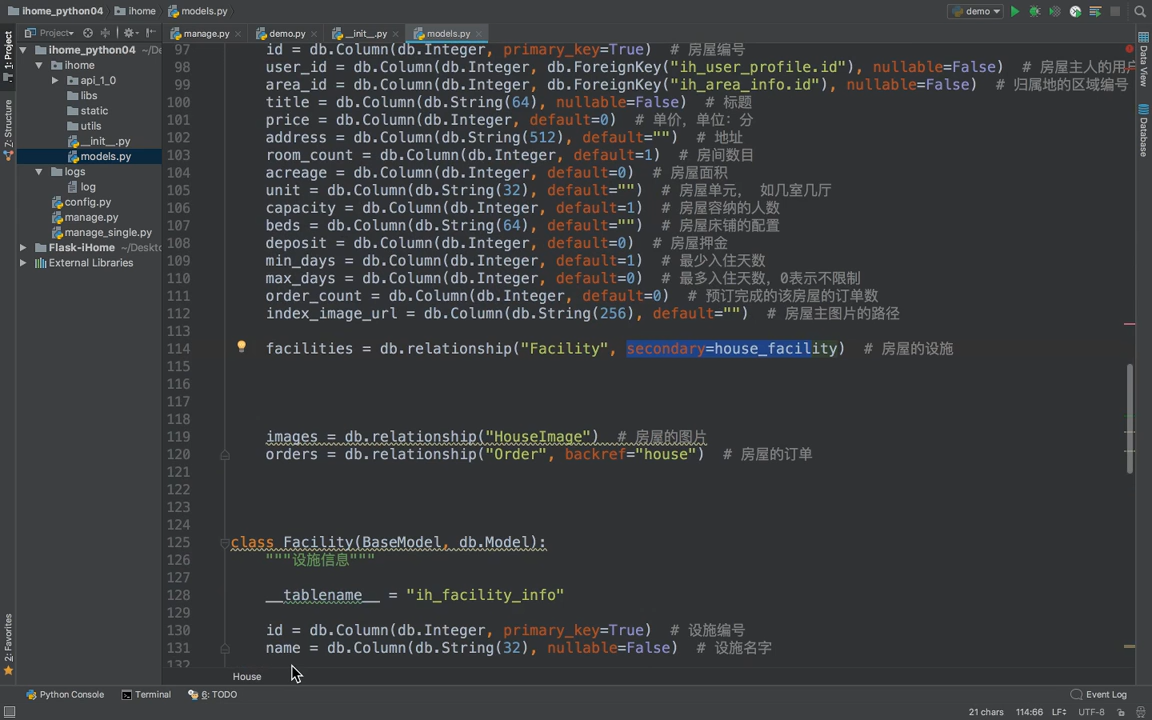 ihome_python04 ihome models.py demo
Project manage.py demo.py __init__.py models.py
1: Project
Z: Structure
2: Favorites
Data View
Database
ihome_python04 ~/De
ihome
api_1_0
libs
static
utils
__init__.py
models.py
logs
log
config.py
manage.py
manage_single.py
Flask-iHome ~/Deskto
External Libraries
97 id = db.Column(db.Integer, primary_key=True) # 房屋编号
98 user_id = db.Column(db.Integer, db.ForeignKey("ih_user_profile.id"), nullable=False) # 房屋主人的用户
99 area_id = db.Column(db.Integer, db.ForeignKey("ih_area_info.id"), nullable=False) # 归属地的区域编号
100 title = db.Column(db.String(64), nullable=False) # 标题
101 price = db.Column(db.Integer, default=0) # 单价，单位：分
102 address = db.Column(db.String(512), default="") # 地址
103 room_count = db.Column(db.Integer, default=1) # 房间数目
104 acreage = db.Column(db.Integer, default=0) # 房屋面积
105 unit = db.Column(db.String(32), default="") # 房屋单元， 如几室几厅
106 capacity = db.Column(db.Integer, default=1) # 房屋容纳的人数
107 beds = db.Column(db.String(64), default="") # 房屋床铺的配置
108 deposit = db.Column(db.Integer, default=0) # 房屋押金
109 min_days = db.Column(db.Integer, default=1) # 最少入住天数
110 max_days = db.Column(db.Integer, default=0) # 最多入住天数，0表示不限制
111 order_count = db.Column(db.Integer, default=0) # 预订完成的该房屋的订单数
112 index_image_url = db.Column(db.String(256), default="") # 房屋主图片的路径
113
114 facilities = db.relationship("Facility", secondary=house_facility) # 房屋的设施
115
116
117
118
119 images = db.relationship("HouseImage") # 房屋的图片
120 orders = db.relationship("Order", backref="house") # 房屋的订单
121
122
123
124
125 class Facility(BaseModel, db.Model):
126 """设施信息"""
127
128 __tablename__ = "ih_facility_info"
129
130 id = db.Column(db.Integer, primary_key=True) # 设施编号
131 name = db.Column(db.String(32), nullable=False) # 设施名字
132
House
Python Console Terminal 6: TODO Event Log
21 chars 114:66 LF UTF-8